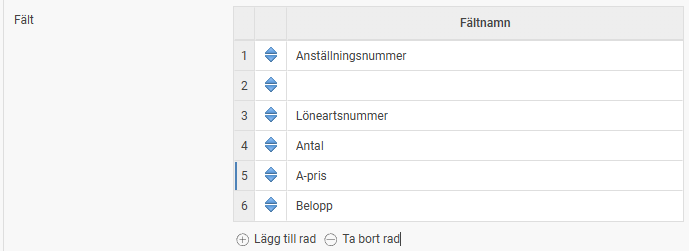 Fält
Fältnamn
1 Anställningsnummer
2
3 Löneartsnummer
4 Antal
5 A-pris
6 Belopp
Lägg till rad Ta bort rad